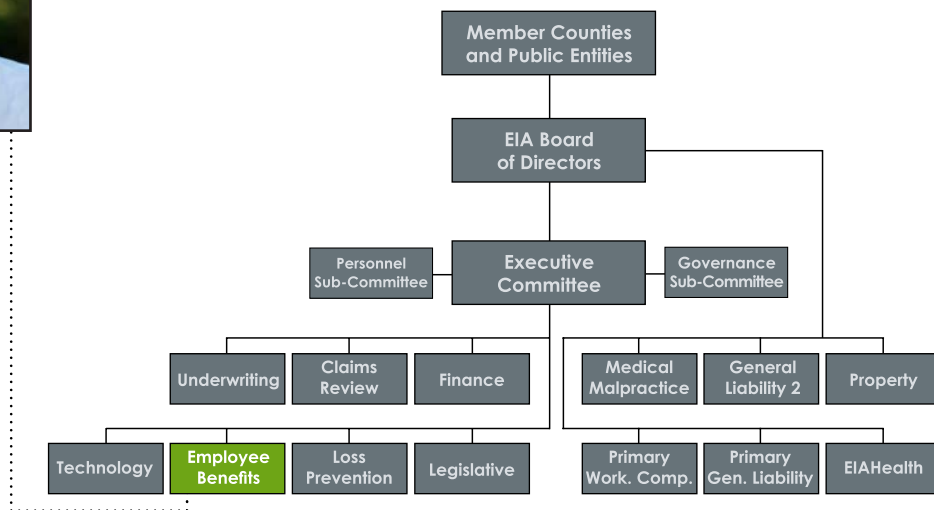 Member Counties
and Public Entities
EIA Board
of Directors
Personnel
Sub-Committee
Executive
Committee
Governance
Sub-Committee
Underwriting
Claims
Review
Finance
Medical
Malpractice
General
Liability 2
Property
Technology
Employee
Benefits
Loss
Prevention
Legislative
Primary
Work. Comp.
Primary
Gen. Liability
EIAHealth